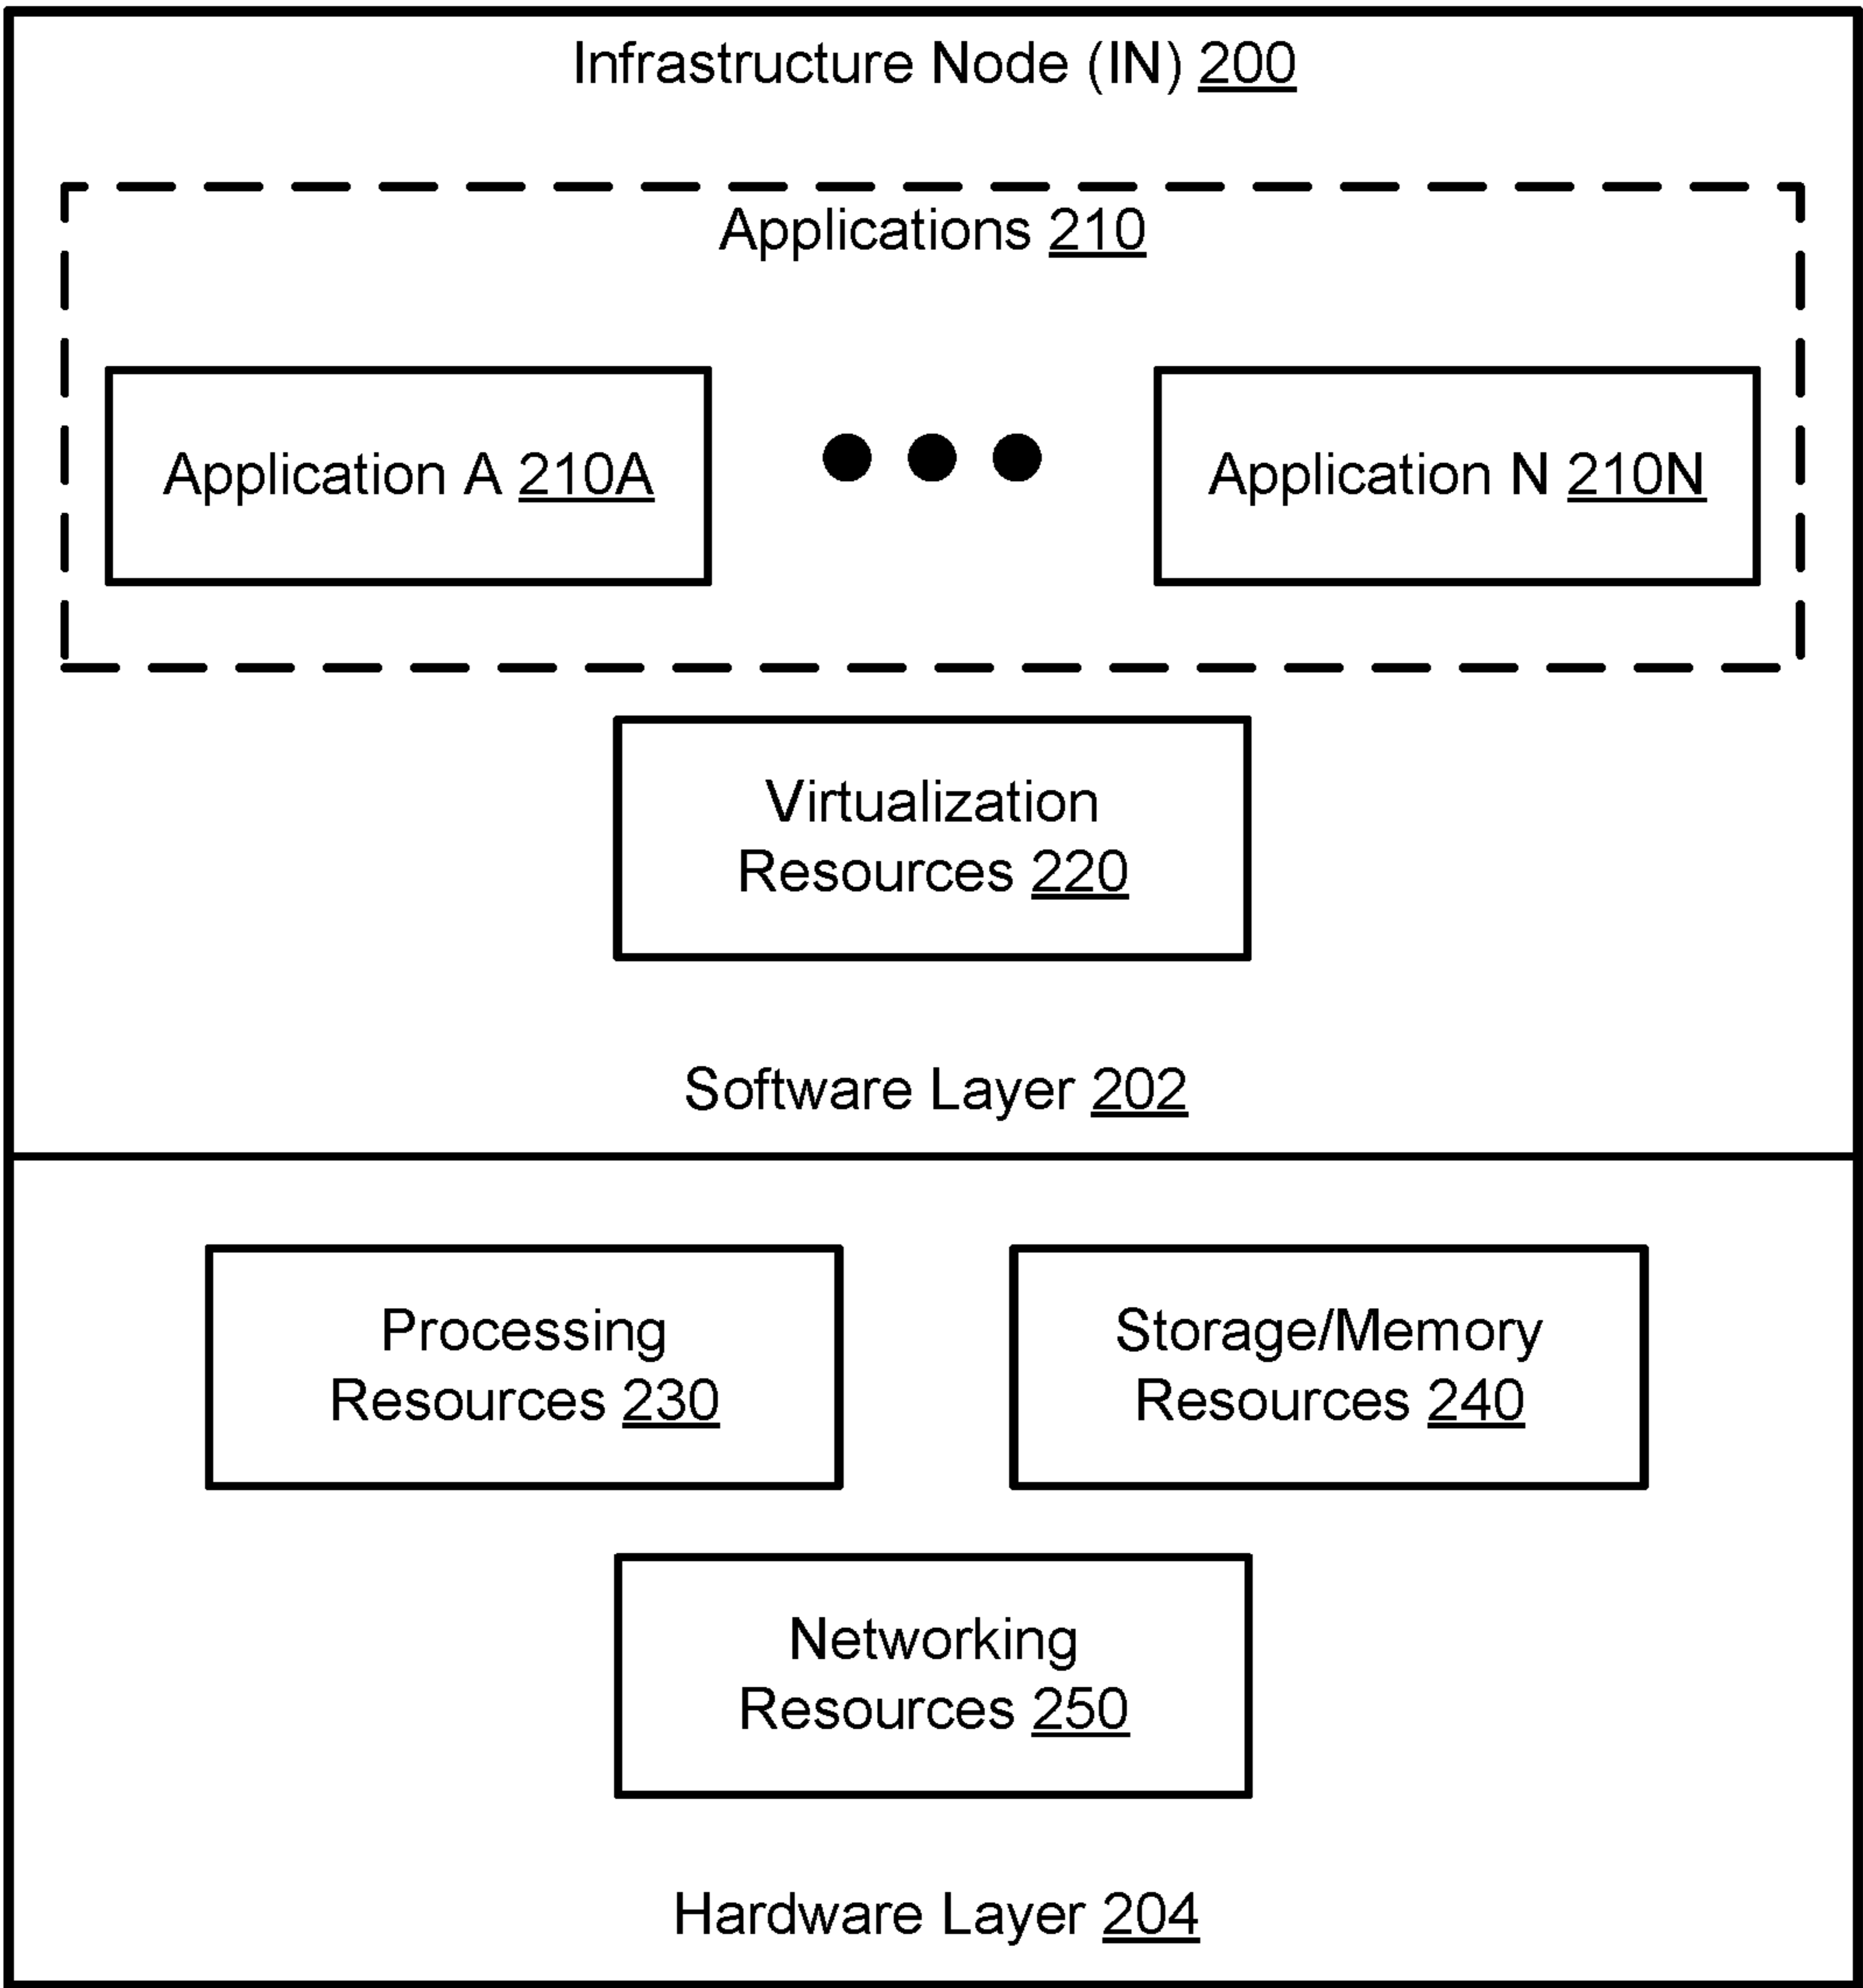 Infrastructure Node (IN) 200
Applications 210
Application A 210A
Application N 210N
Virtualization
Resources 220
Software Layer 202
Processing
Resources 230
Storage/Memory
Resources 240
Networking
Resources 250
Hardware Layer 204